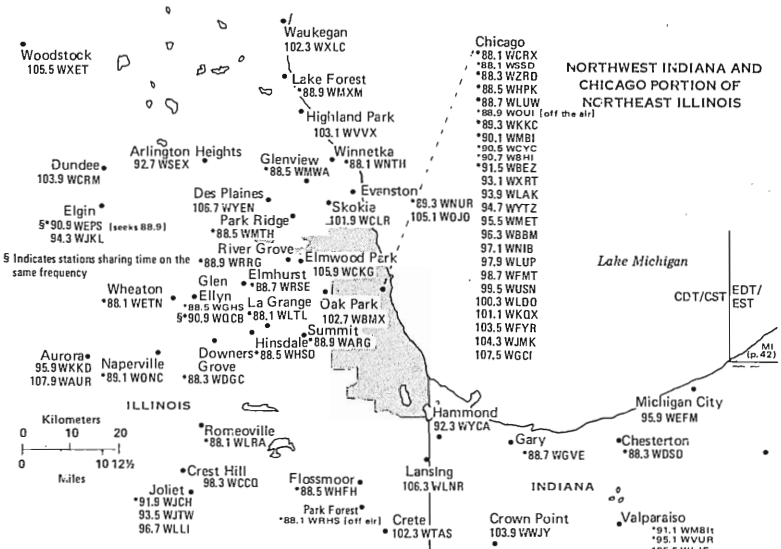 Waukegan
102.3 WXLC
Woodstock
105.5 WXET
Lake Forest
*88.9 WMXM
Highland Park
103.1 WVVX
Arlington Heights
92.7 WSEX
Glenview
*88.5 WMWA
Winnetka
*88.1 WNTH
Dundee
103.9 WCRM
Des Plaines
106.7 WYEN
Evanston
*89.3 WNUR
105.1 WOJO
Skokia
101.9 WCLR
Elgin
§*90.9 WEPS [seeks 88.9]
94.3 WJKL
Park Ridge
*88.5 WMTH
§ Indicates stations sharing time on the
same frequency
River Grove
*88.9 WRRG
Elmwood Park
105.9 WCKG
Elmhurst
*88.7 WRSE
Wheaton
*88.1 WETN
Glen
Ellyn
*88.5 WGHS
§*90.9 WDCB
La Grange
*88.1 WLTL
Oak Park
102.7 WBMX
Summit
*88.9 WARG
Hinsdale
*88.5 WHSD
Downers
Grove
*88.3 WDGC
Aurora
95.9 WKKD
107.9 WAUR
Naperville
*89.1 WONC
ILLINOIS
Kilometers
0 10 20
0 10 12½
Miles
Romeoville
*88.1 WLRA
Crest Hill
98.3 WCCQ
Joliet
*91.9 WJCH
93.5 WJTW
96.7 WLLI
Flossmoor
*88.5 WHFH
Park Forest
*88.1 WRHS [off air]
Crete
102.3 WTAS
Lansing
106.3 WLNR
Hammond
92.3 WYCA
Gary
*88.7 WGVE
INDIANA
Crown Point
103.9 WWJY
Michigan City
95.9 WEFM
Chesterton
*88.3 WDSO
Valparaiso
*91.1 WMBIt
*95.1 WVUR
Chicago
*88.1 WCRX
*88.1 WSSD
*88.3 WZRD
*88.5 WHPK
*88.7 WLUW
*88.9 WOUI [off the air]
*89.3 WKKC
*90.1 WMBI
*90.5 WCYC
*90.7 WBHI
*91.5 WBEZ
93.1 WXRT
93.9 WLAK
94.7 WYTZ
95.5 WMET
96.3 WBBM
97.1 WNIB
97.9 WLUP
98.7 WFMT
99.5 WUSN
100.3 WLOO
101.1 WKQX
103.5 WFYR
104.3 WJMK
107.5 WGCI
NORTHWEST INDIANA AND
CHICAGO PORTION OF
NORTHEAST ILLINOIS
Lake Michigan
CDT/CST
EDT/
EST
MI
(p. 42)